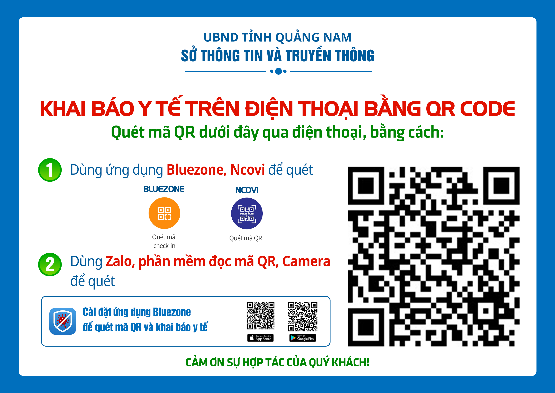 UBND TỈNH QUẢNG NAM
SỞ THÔNG TIN VÀ TRUYỀN THÔNG
KHAI BÁO Y TẾ TRÊN ĐIỆN THOẠI BẰNG QR CODE
Quét mã QR dưới đây qua điện thoại, bằng cách:
1 Dùng ứng dụng Bluezone, Ncovi để quét
BLUEZONE NCOVI
Quét mã
check in
Quét mã QR
2 Dùng Zalo, phần mềm đọc mã QR, Camera
để quét
Cài đặt ứng dụng Bluezone
để quét mã QR và khai báo y tế
App Store Google Play
CẢM ƠN SỰ HỢP TÁC CỦA QUÝ KHÁCH!